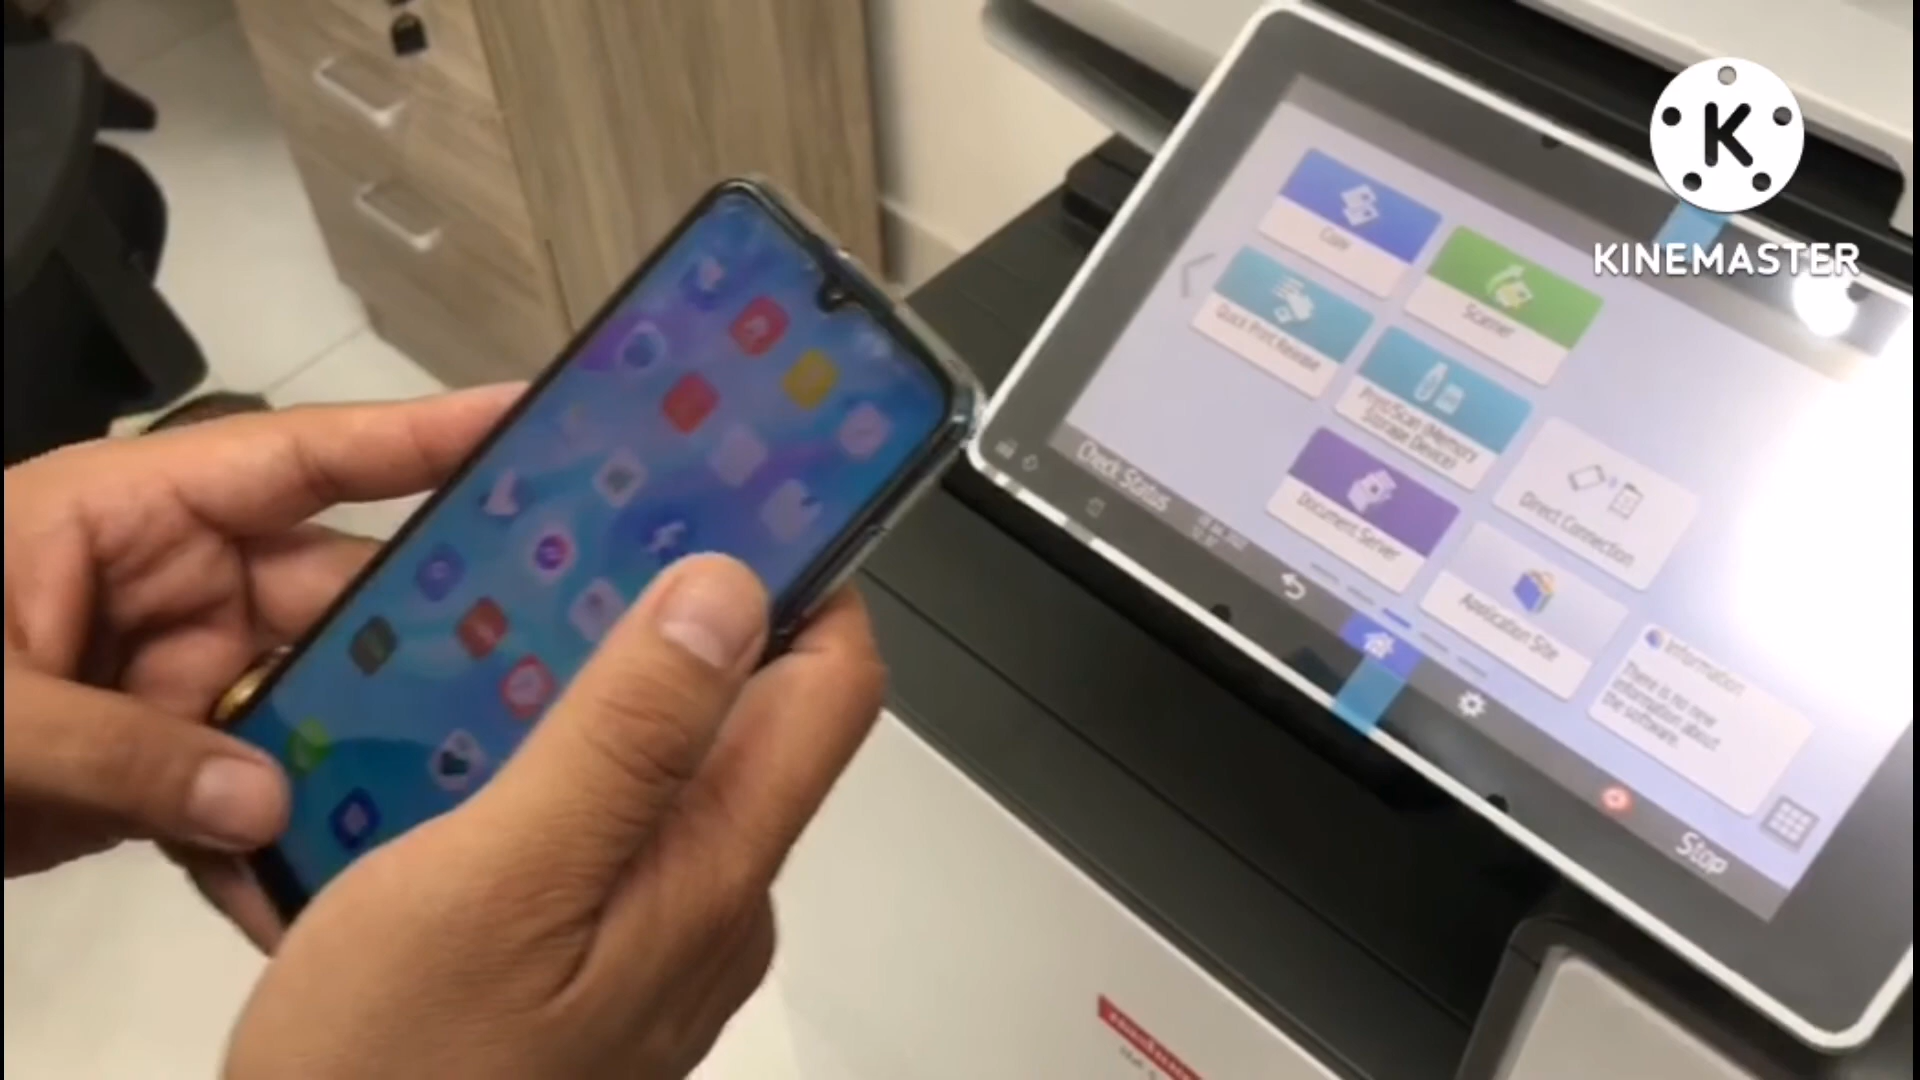 K
KINEMASTER
Copy
Scanner
Quick Print Release
Print/Scan (Memory
Storage Device)
Direct Connection
Document Server
Application Site
Information
There is no new
information about
the software.
Check Status
Stop